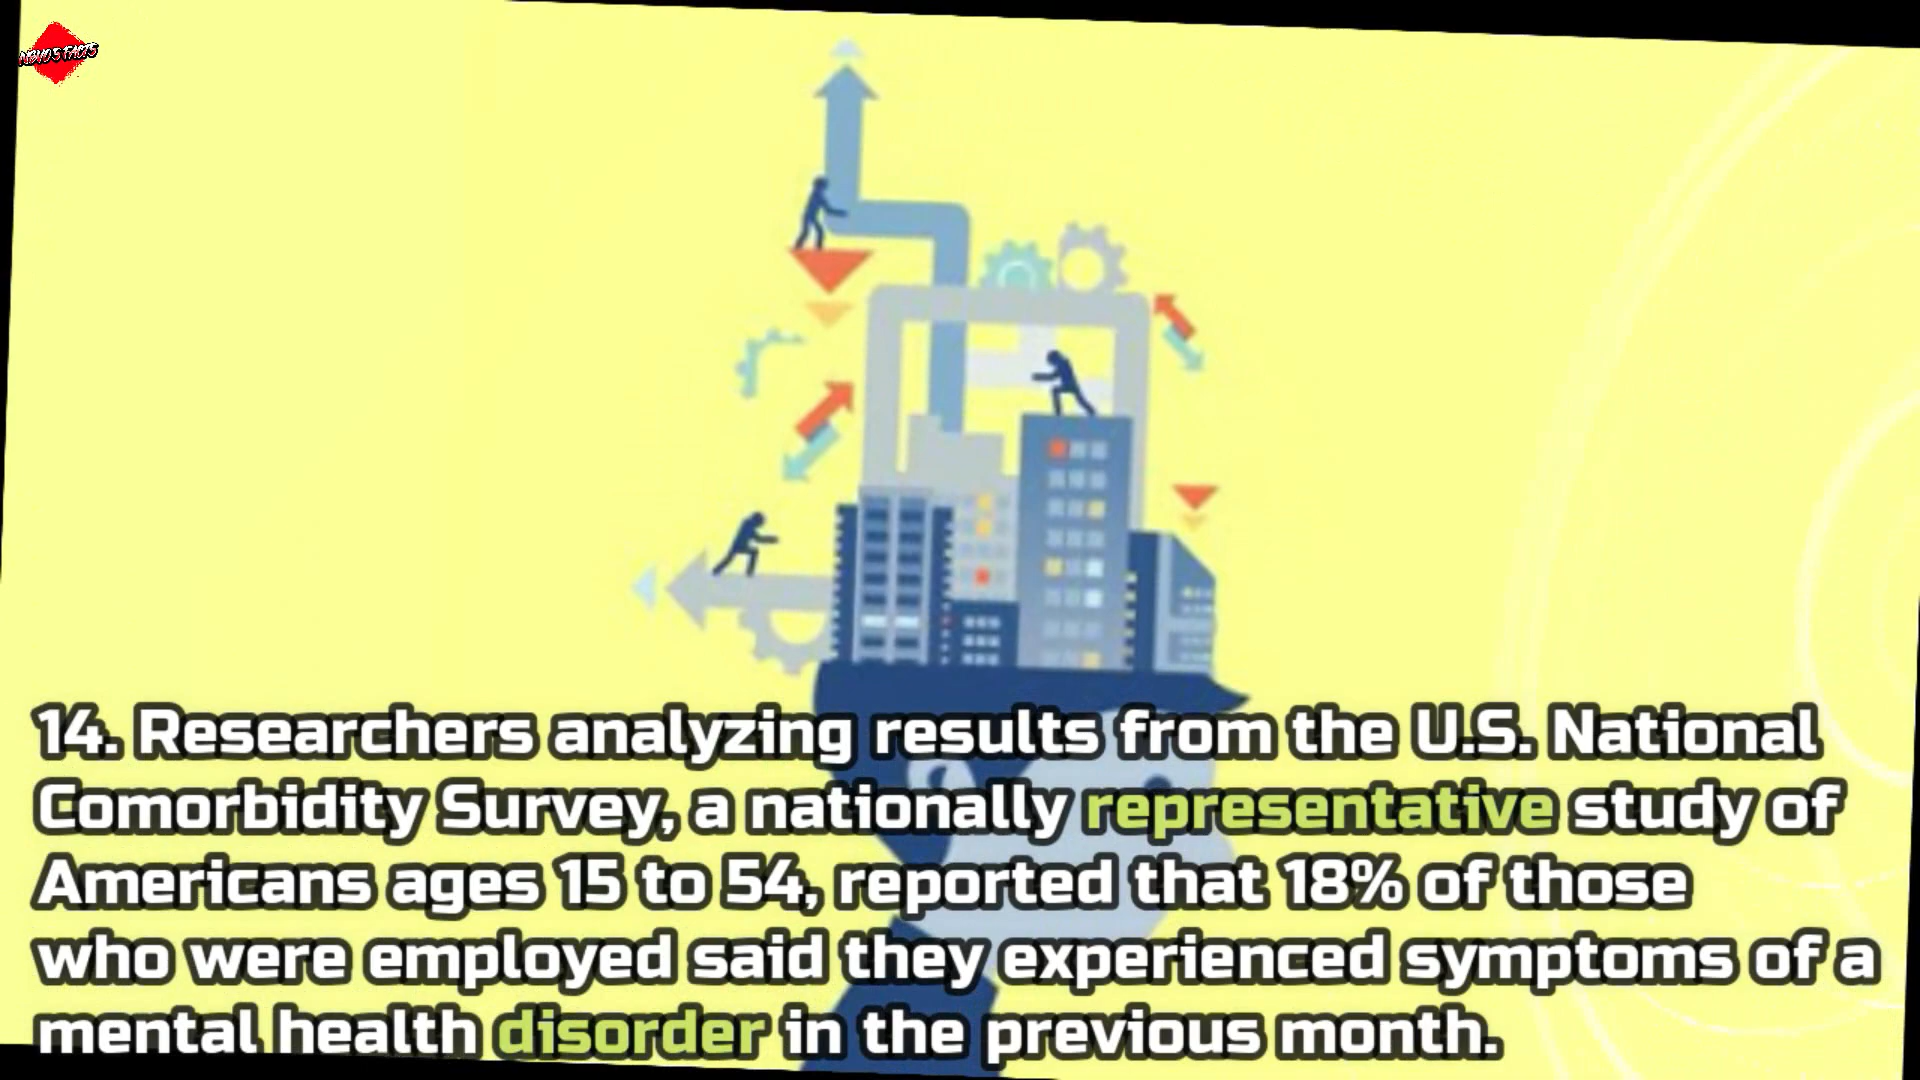 NEVO5 FACTS
14. Researchers analyzing results from the U.S. National
Comorbidity Survey, a nationally representative study of
Americans ages 15 to 54, reported that 18% of those
who were employed said they experienced symptoms of a
mental health disorder in the previous month.